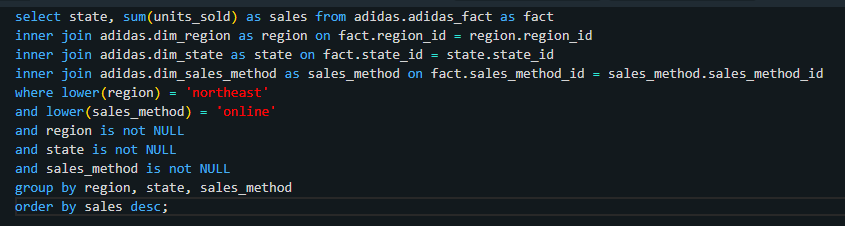 select state, sum(units_sold) as sales from adidas.adidas_fact as fact
inner join adidas.dim_region as region on fact.region_id = region.region_id
inner join adidas.dim_state as state on fact.state_id = state.state_id
inner join adidas.dim_sales_method as sales_method on fact.sales_method_id = sales_method.sales_method_id
where lower(region) = 'northeast'
and lower(sales_method) = 'online'
and region is not NULL
and state is not NULL
and sales_method is not NULL
group by region, state, sales_method
order by sales desc;